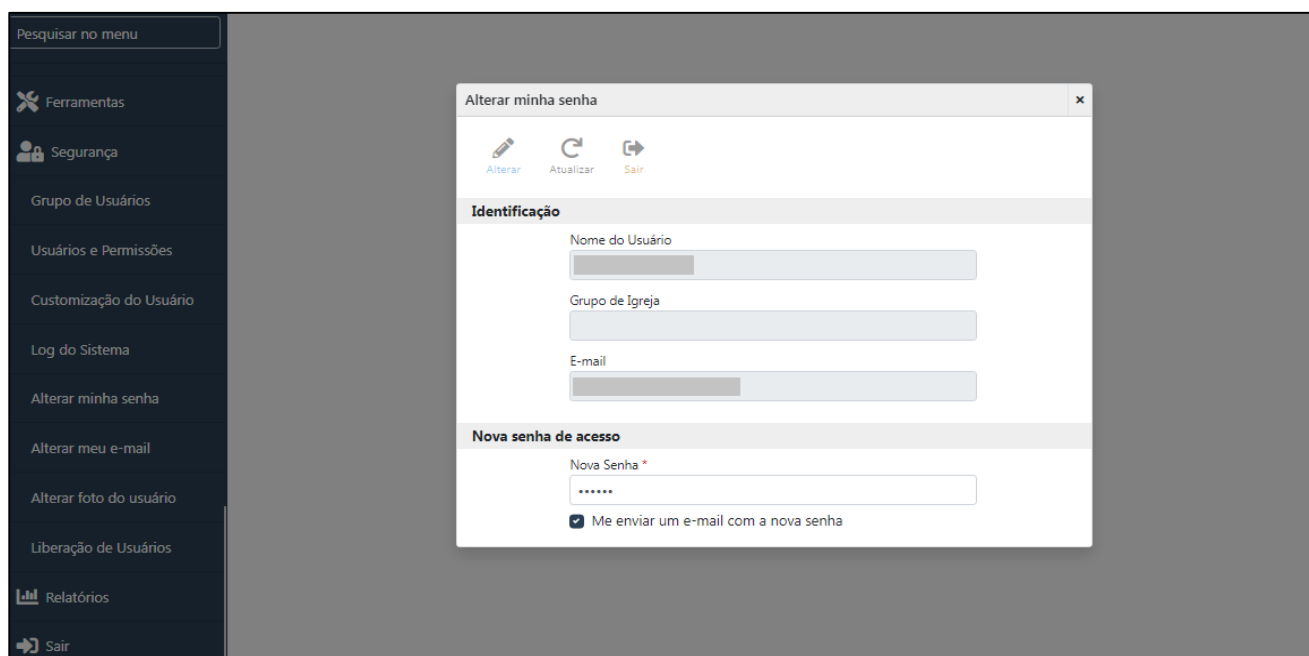 Pesquisar no menu
Ferramentas
Segurança
Grupo de Usuários
Usuários e Permissões
Customização do Usuário
Log do Sistema
Alterar minha senha
Alterar meu e-mail
Alterar foto do usuário
Liberação de Usuários
Relatórios
Sair
Alterar minha senha
Alterar Atualizar Sair
Identificação
Nome do Usuário
Grupo de Igreja
E-mail
Nova senha de acesso
Nova Senha *
••••••
Me enviar um e-mail com a nova senha